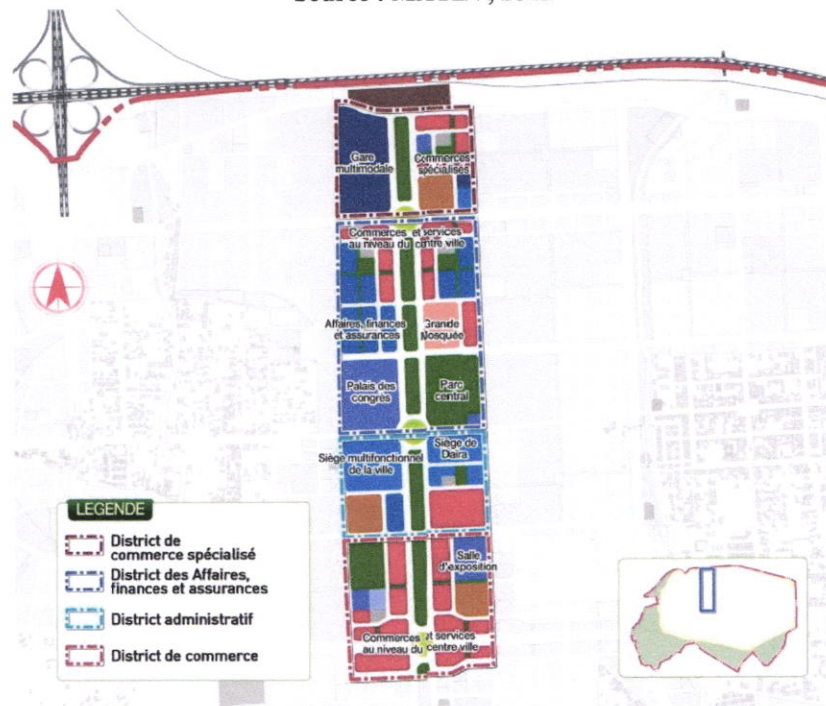 Gare
multimodale
Commerces
spécialisés
Commerces et services
au niveau du centre ville
Affaires, finances
et assurances
Grande
Mosquée
Palais des
congrès
Parc
central
Siège multifonctionnel
de la ville
Siège de
Daira
Salle
d'exposition
Commerces et services
au niveau du centre ville
LEGENDE
District de
commerce spécialisé
District des Affaires,
finances et assurances
District administratif
District de commerce